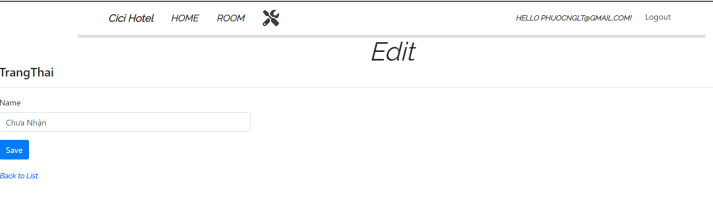 Cici Hotel HOME ROOM HELLO PHUOCNGLT@GMAIL.COM! Logout
Edit
TrangThai
Name
Chưa Nhận
Save
Back to List